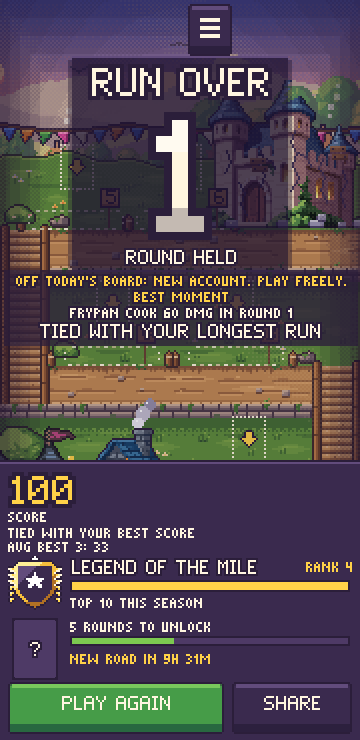 RUN OVER
1
ROUND HELD
OFF TODAY'S BOARD: NEW ACCOUNT. PLAY FREELY.
BEST MOMENT
FRYPAN COOK 60 DMG IN ROUND 1
TIED WITH YOUR LONGEST RUN
100
SCORE
TIED WITH YOUR BEST SCORE
AVG BEST 3: 33
LEGEND OF THE MILE
RANK 4
TOP 10 THIS SEASON
?
5 ROUNDS TO UNLOCK
NEW ROAD IN 9H 31M
PLAY AGAIN
SHARE